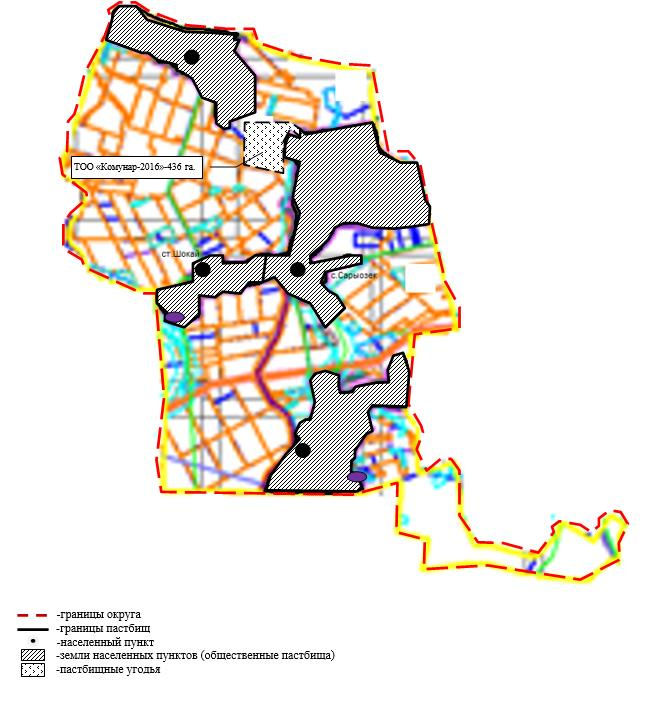 ТОО «Комунар-2016»-436 га.
ст.Шокай
с.Сарыозек
-границы округа
-границы пастбищ
-населенный пункт
-земли населенных пунктов (общественные пастбища)
-пастбищные угодья